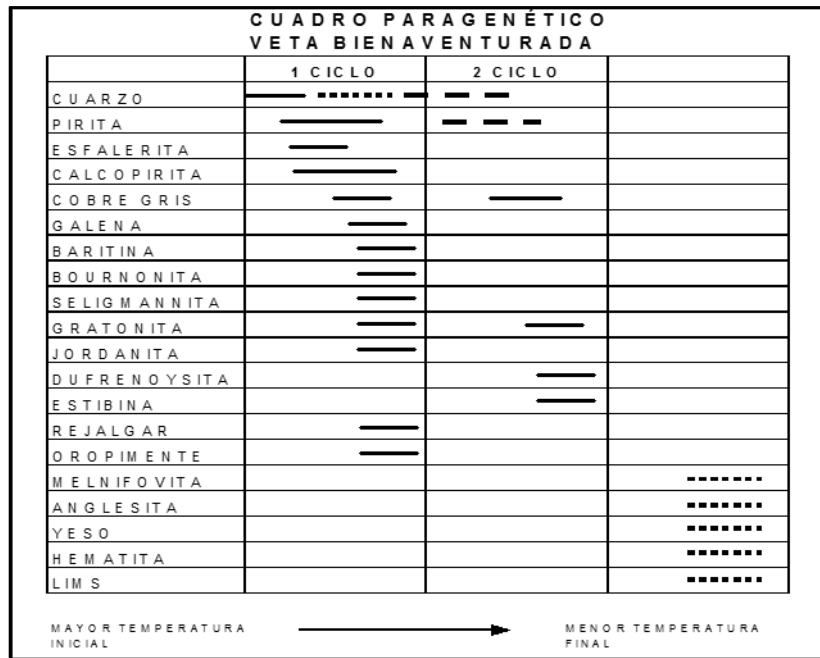 CUADRO PARAGENÉTICO
VETA BIENAVENTURADA
1 CICLO 2 CICLO
CUARZO
PIRITA
ESFALERITA
CALCOPIRITA
COBRE GRIS
GALENA
BARITINA
BOURNONITA
SELIGMANNITA
GRATONITA
JORDANITA
DUFRENOYSITA
ESTIBINA
REJALGAR
OROPIMENTE
MELNIFOVITA
ANGLESITA
YESO
HEMATITA
LIMS
MAYOR TEMPERATURA MENOR TEMPERATURA
INICIAL FINAL